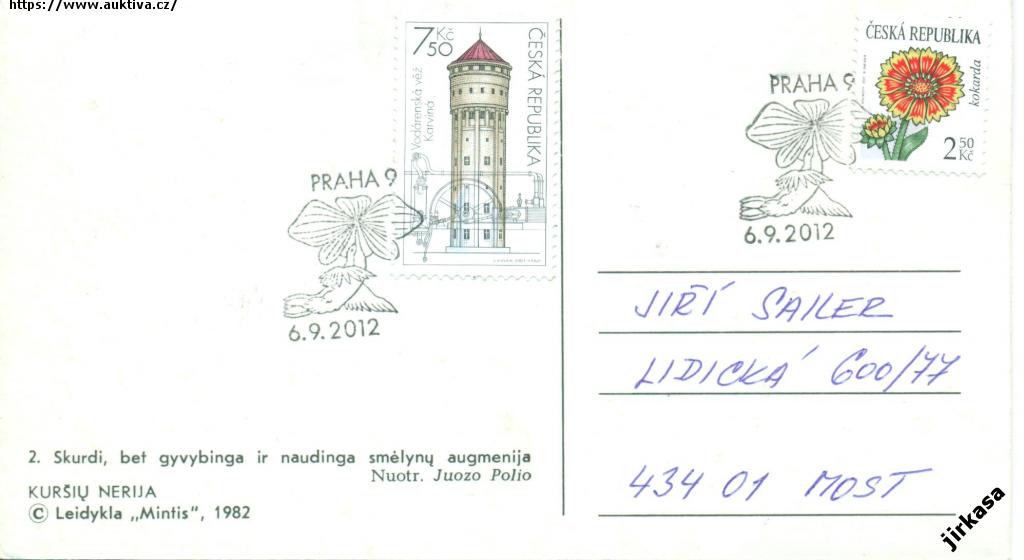 https://www.auktiva.cz/
7 50 Kč
ČESKÁ REPUBLIKA
Vodárenská věž
Karviná
ČESKÁ REPUBLIKA
kokarda
2 50 Kč
PRAHA 9
6.9.2012
PRAHA 9
6.9.2012
JIŘÍ SAILER
LIDICKÁ 600/77
434 01 MOST
2. Skurdi, bet gyvybinga ir naudinga smėlynų augmenija
Nuotr. Juozo Polio
KURŠIŲ NERIJA
© Leidykla „Mintis", 1982
jirkasa